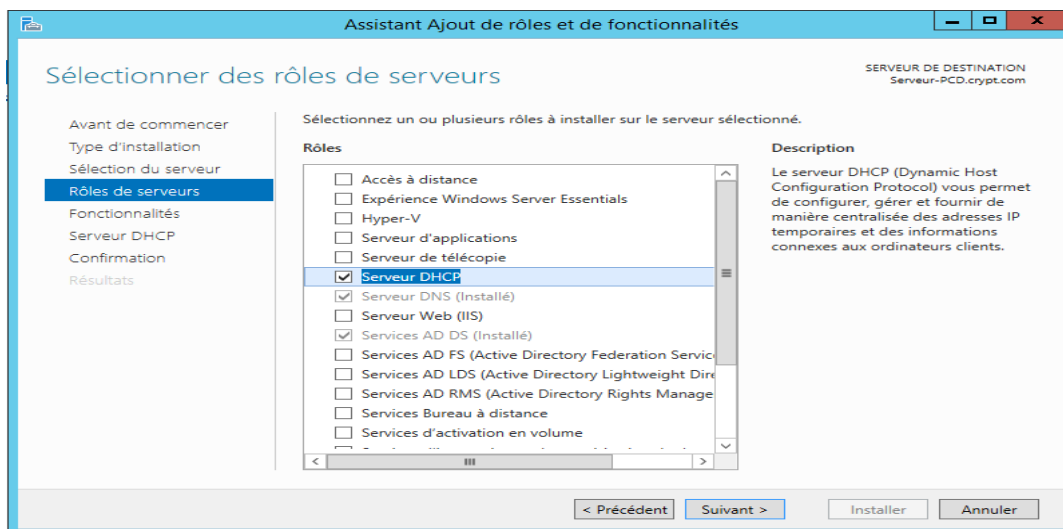 Assistant Ajout de rôles et de fonctionnalités
Sélectionner des rôles de serveurs
SERVEUR DE DESTINATION
Serveur-PCD.crypt.com
Avant de commencer
Type d'installation
Sélection du serveur
Rôles de serveurs
Fonctionnalités
Serveur DHCP
Confirmation
Résultats
Sélectionnez un ou plusieurs rôles à installer sur le serveur sélectionné.
Rôles
Accès à distance
Expérience Windows Server Essentials
Hyper-V
Serveur d'applications
Serveur de télécopie
Serveur DHCP
Serveur DNS (Installé)
Serveur Web (IIS)
Services AD DS (Installé)
Services AD FS (Active Directory Federation Service
Services AD LDS (Active Directory Lightweight Dire
Services AD RMS (Active Directory Rights Manage
Services Bureau à distance
Services d'activation en volume
Description
Le serveur DHCP (Dynamic Host
Configuration Protocol) vous permet
de configurer, gérer et fournir de
manière centralisée des adresses IP
temporaires et des informations
connexes aux ordinateurs clients.
< Précédent
Suivant >
Installer
Annuler